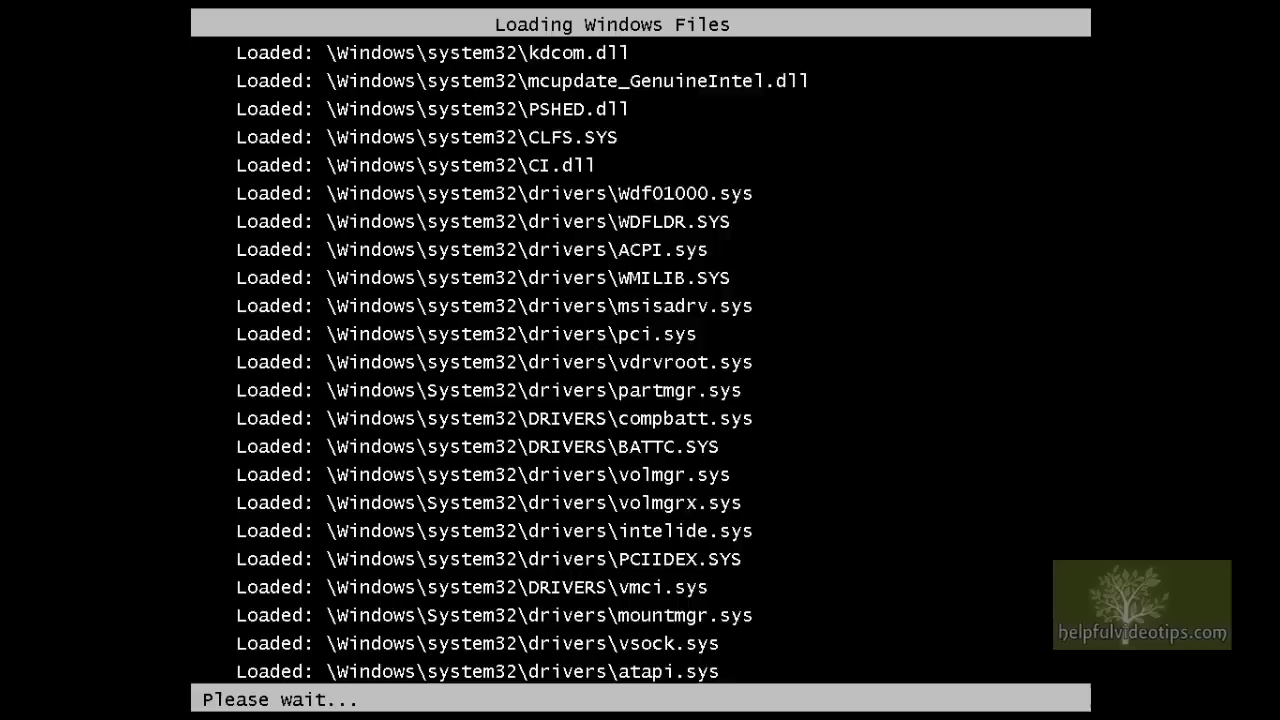 Loading Windows Files
Loaded: \Windows\system32\kdcom.dll
Loaded: \Windows\system32\mcupdate_GenuineIntel.dll
Loaded: \Windows\system32\PSHED.dll
Loaded: \Windows\system32\CLFS.SYS
Loaded: \Windows\system32\CI.dll
Loaded: \Windows\system32\drivers\Wdf01000.sys
Loaded: \Windows\system32\drivers\WDFLDR.SYS
Loaded: \Windows\system32\drivers\ACPI.sys
Loaded: \Windows\system32\drivers\WMILIB.SYS
Loaded: \Windows\system32\drivers\msisadrv.sys
Loaded: \Windows\system32\drivers\pci.sys
Loaded: \Windows\system32\drivers\vdrvroot.sys
Loaded: \Windows\System32\drivers\partmgr.sys
Loaded: \Windows\system32\DRIVERS\compbatt.sys
Loaded: \Windows\system32\DRIVERS\BATTC.SYS
Loaded: \Windows\system32\drivers\volmgr.sys
Loaded: \Windows\System32\drivers\volmgrx.sys
Loaded: \Windows\system32\drivers\intelide.sys
Loaded: \Windows\system32\drivers\PCIIDEX.SYS
Loaded: \Windows\system32\DRIVERS\vmci.sys
Loaded: \Windows\System32\drivers\mountmgr.sys
Loaded: \Windows\system32\drivers\vsock.sys
Loaded: \Windows\system32\drivers\atapi.sys
Please wait...
helpfulvideotips.com